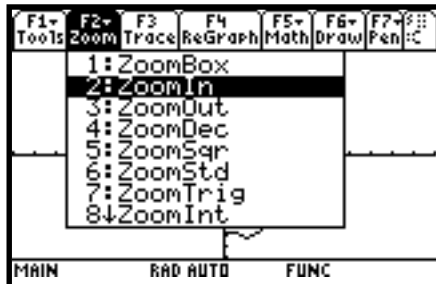 F1▾ F2▾ F3 F4 F5▾ F6▾ F7▾
Tools Zoom Trace ReGraph Math Draw Pen :C
1:ZoomBox
2:ZoomIn
3:ZoomOut
4:ZoomDec
5:ZoomSqr
6:ZoomStd
7:ZoomTrig
8↓ZoomInt
MAIN RAD AUTO FUNC